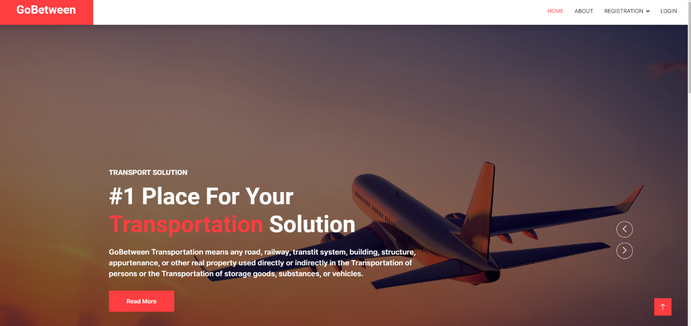 GoBetween
HOME ABOUT REGISTRATION LOGIN
TRANSPORT SOLUTION
#1 Place For Your
Transportation Solution
GoBetween Transportation means any road, railway, transtit system, building, structure,
appurtenance, or other real property used directly or indirectly in the Transportation of
persons or the Transportation of storage goods, substances, or vehicles.
Read More